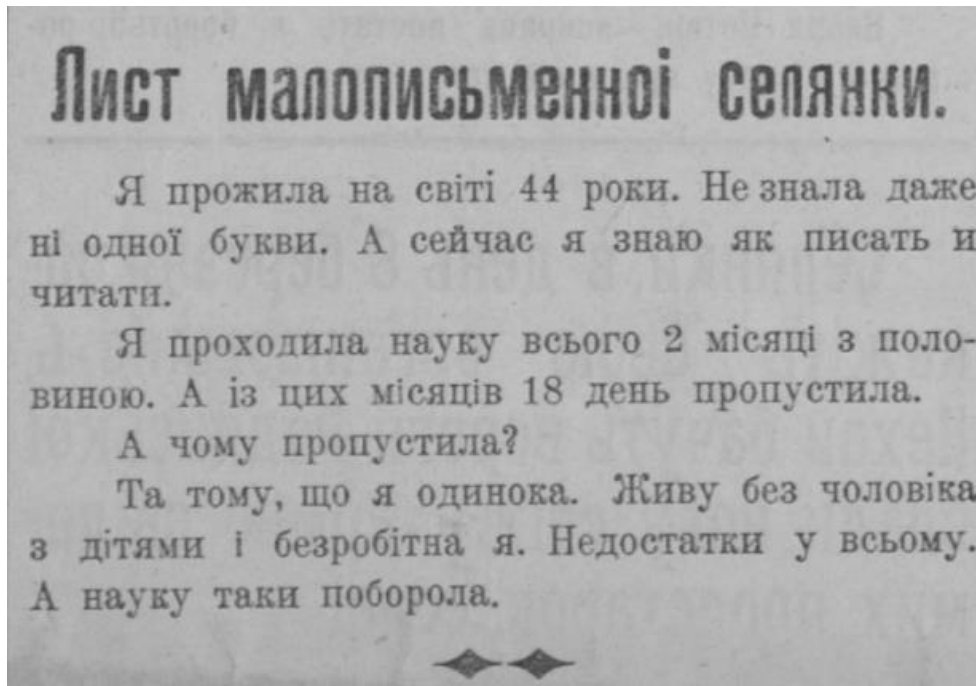 Лист малописьменної селянки.
Я прожила на світі 44 роки. Не знала даже
ні одної букви. А сейчас я знаю як писать и
читати.
Я проходила науку всього 2 місяці з поло-
виною. А із цих місяців 18 день пропустила.
А чому пропустила?
Та тому, що я одинока. Живу без чоловіка
з дітями і безробітна я. Недостатки у всьому.
А науку таки поборола.